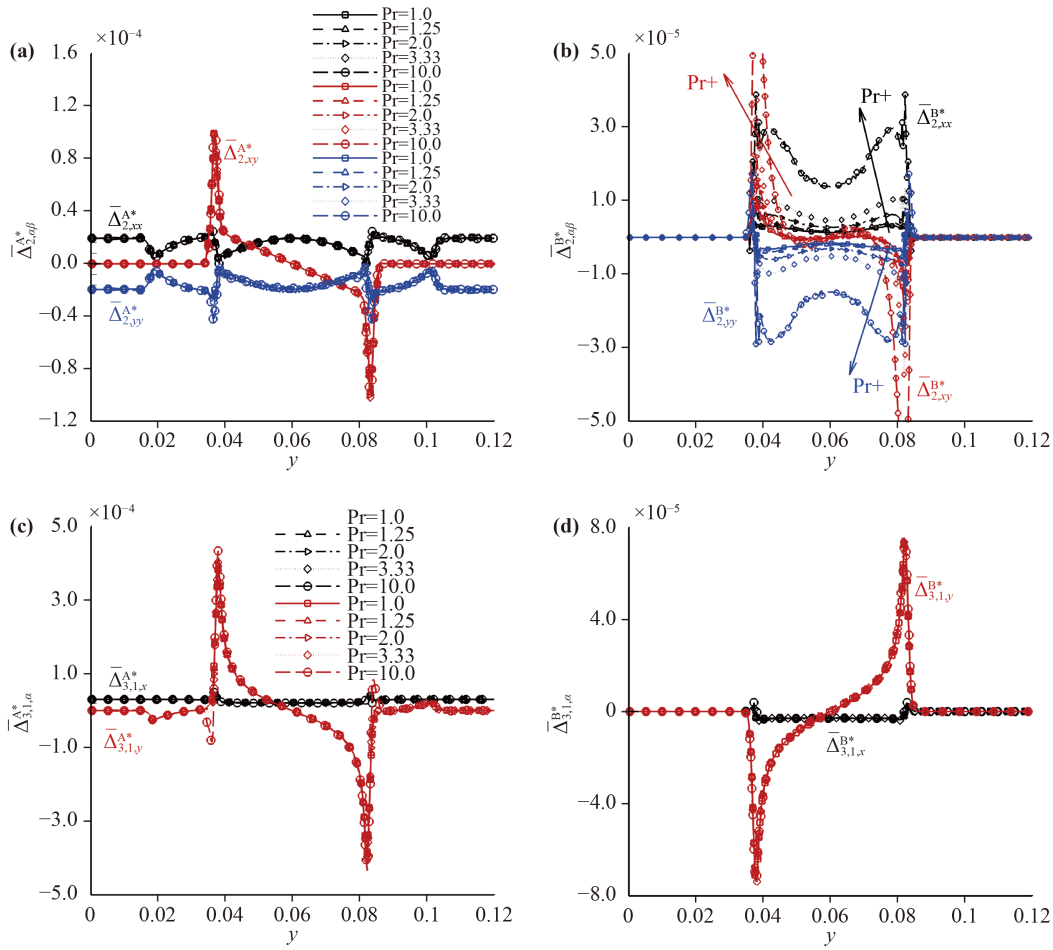 (a)
×10⁻⁴
1.6
1.2
0.8
0.4
0.0
−0.4
−0.8
−1.2
0
0.02
0.04
0.06
0.08
0.10
0.12
y
Δ̅^A*_2,αβ
Δ̅^A*_2,xy
Δ̅^A*_2,xx
Δ̅^A*_2,yy
Pr=1.0
Pr=1.25
Pr=2.0
Pr=3.33
Pr=10.0
Pr=1.0
Pr=1.25
Pr=2.0
Pr=3.33
Pr=10.0
Pr=1.0
Pr=1.25
Pr=2.0
Pr=3.33
Pr=10.0
(b)
×10⁻⁵
5.0
3.0
1.0
−1.0
−3.0
−5.0
0
0.02
0.04
0.06
0.08
0.1
0.12
y
Δ̅^B*_2,αβ
Pr+
Pr+
Δ̅^B*_2,xx
Δ̅^B*_2,yy
Pr+
Δ̅^B*_2,xy
(c)
×10⁻⁴
5.0
3.0
1.0
−1.0
−3.0
−5.0
0
0.02
0.04
0.06
0.08
0.10
0.12
y
Δ̅^A*_3,1,α
Δ̅^A*_3,1,x
Δ̅^A*_3,1,y
Pr=1.0
Pr=1.25
Pr=2.0
Pr=3.33
Pr=10.0
Pr=1.0
Pr=1.25
Pr=2.0
Pr=3.33
Pr=10.0
(d)
×10⁻⁵
8.0
4.0
0
−4.0
−8.0
0
0.02
0.04
0.06
0.08
0.1
0.12
y
Δ̅^B*_3,1,α
Δ̅^B*_3,1,y
Δ̅^B*_3,1,x